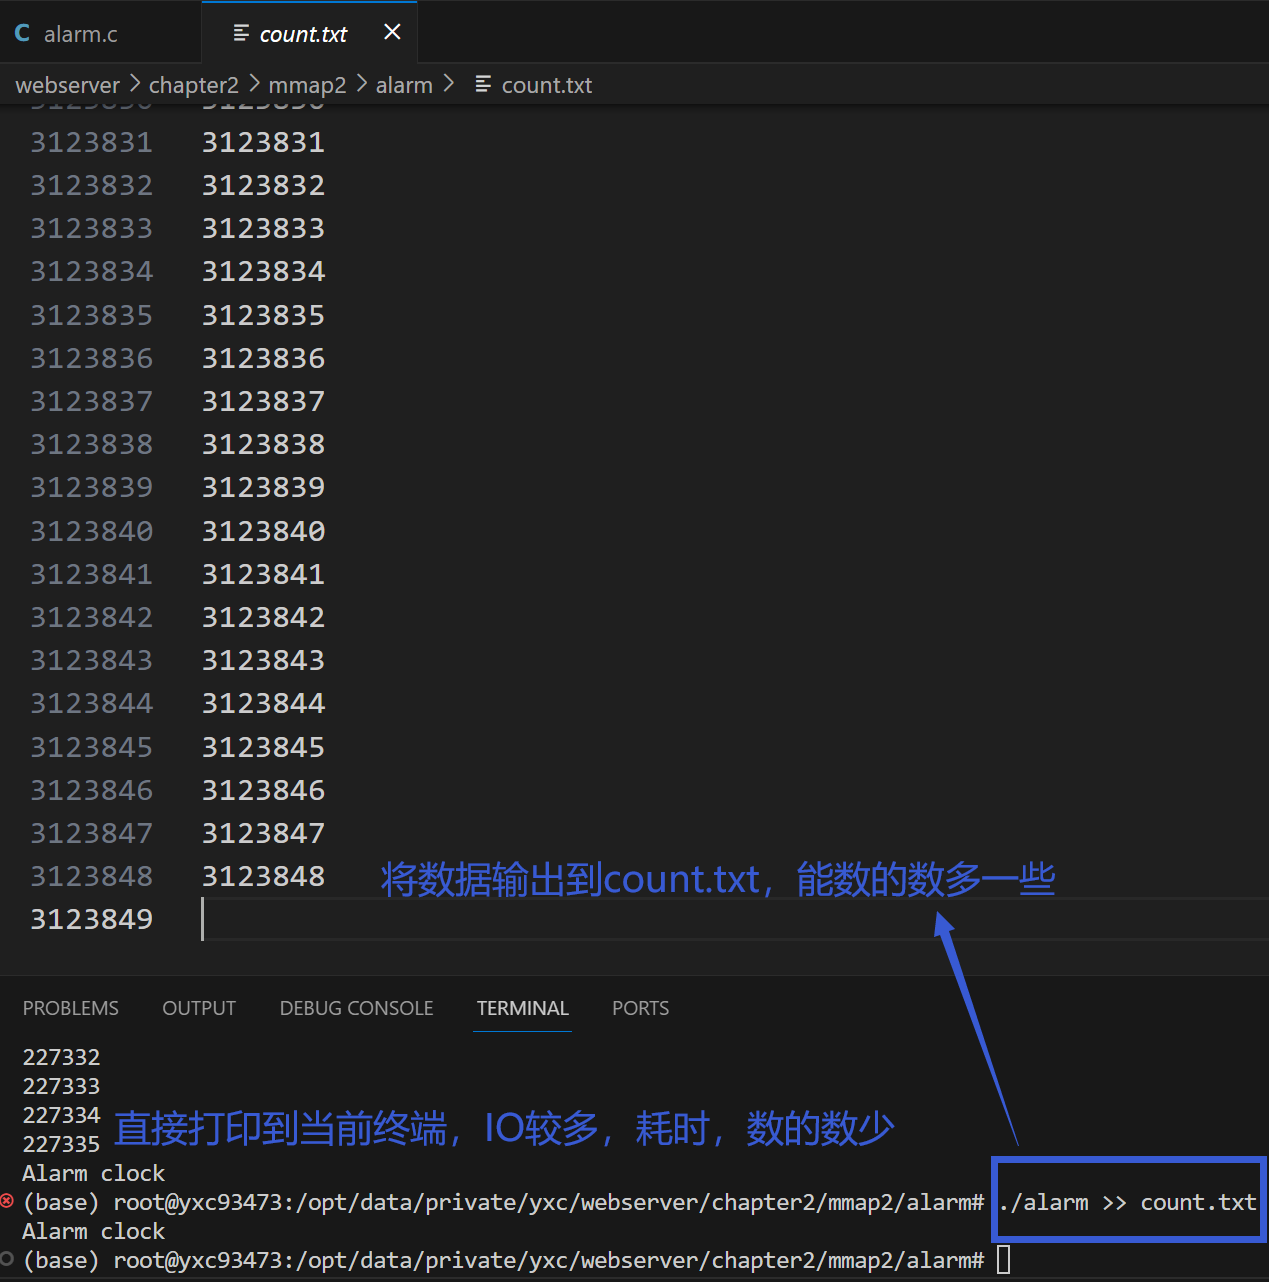 C alarm.c count.txt ×
webserver > chapter2 > mmap2 > alarm > count.txt
3123830 3123830
3123831 3123831
3123832 3123832
3123833 3123833
3123834 3123834
3123835 3123835
3123836 3123836
3123837 3123837
3123838 3123838
3123839 3123839
3123840 3123840
3123841 3123841
3123842 3123842
3123843 3123843
3123844 3123844
3123845 3123845
3123846 3123846
3123847 3123847
3123848 3123848 将数据输出到count.txt，能数的数多一些
3123849
PROBLEMS OUTPUT DEBUG CONSOLE TERMINAL PORTS
227332
227333
227334
227335
直接打印到当前终端，IO较多，耗时，数的数少
Alarm clock
(base) root@yxc93473:/opt/data/private/yxc/webserver/chapter2/mmap2/alarm# ./alarm >> count.txt
Alarm clock
(base) root@yxc93473:/opt/data/private/yxc/webserver/chapter2/mmap2/alarm#